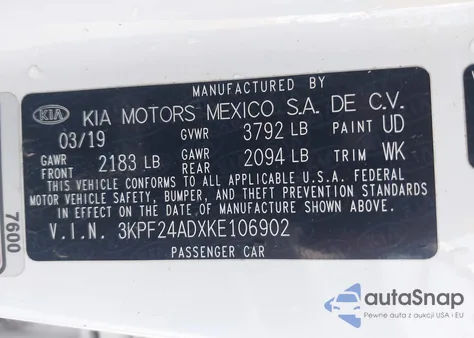 MANUFACTURED BY
KIA KIA MOTORS MEXICO S.A. DE C.V.
03/19 GVWR 3792 LB PAINT UD
GAWR FRONT 2183 LB GAWR REAR 2094 LB TRIM WK
THIS VEHICLE CONFORMS TO ALL APPLICABLE U.S.A. FEDERAL
MOTOR VEHICLE SAFETY, BUMPER, AND THEFT PREVENTION STANDARDS
IN EFFECT ON THE DATE OF MANUFACTURE SHOWN ABOVE.
V.I.N. 3KPF24ADXKE106902
PASSENGER CAR
7600
autoSnap
Pewne auta z USA i Kanady